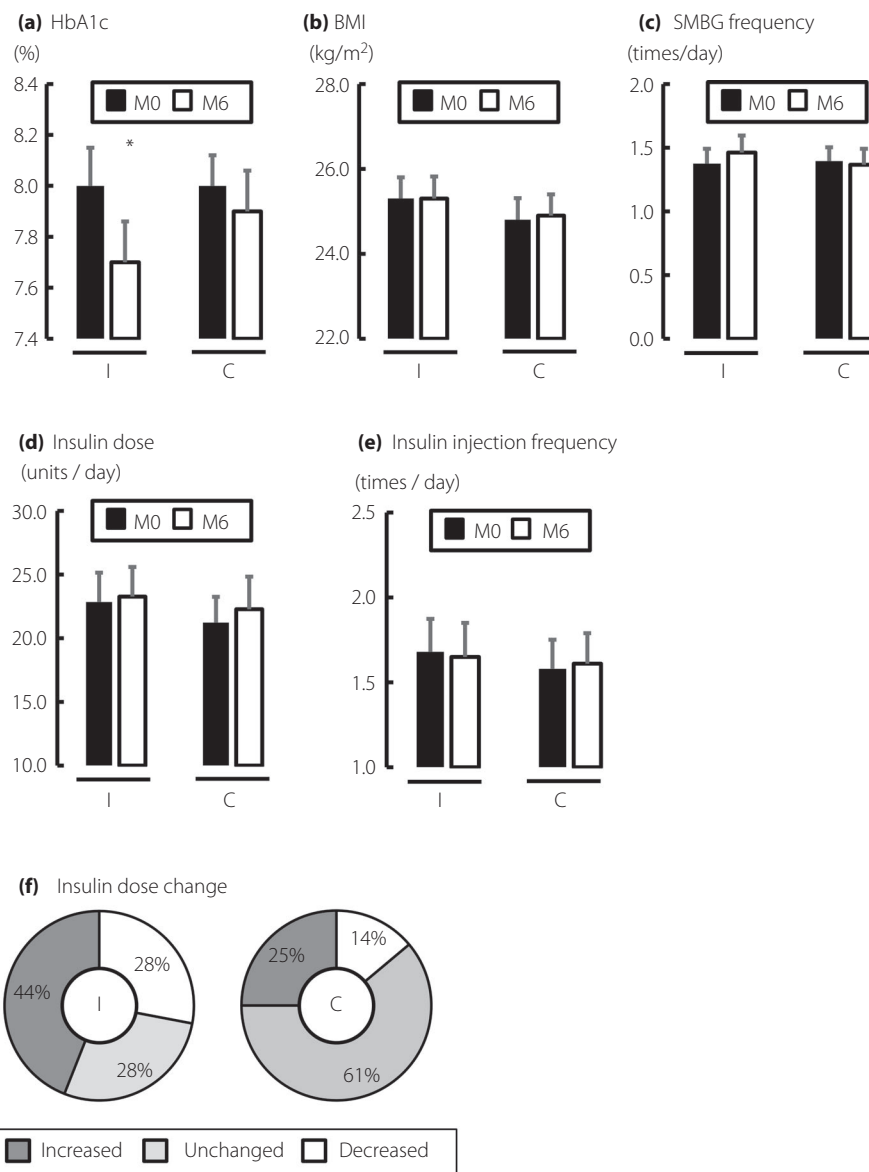 (a) HbA1c
(%)
8.4
8.2
8.0
7.8
7.6
7.4
M0 M6
*
I C
(b) BMI
(kg/m²)
28.0
26.0
24.0
22.0
M0 M6
I C
(c) SMBG frequency
(times/day)
2.0
1.5
1.0
0.5
0.0
M0 M6
I C
(d) Insulin dose
(units / day)
30.0
25.0
20.0
15.0
10.0
M0 M6
I C
(e) Insulin injection frequency
(times / day)
2.5
2.0
1.5
1.0
M0 M6
I C
(f) Insulin dose change
44%
28%
I
28%
25%
14%
C
61%
Increased Unchanged Decreased